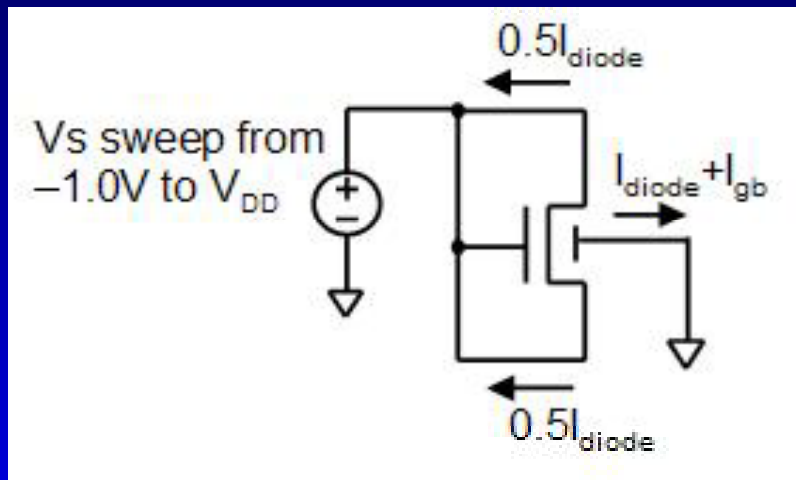 0.5I_diode
Vs sweep from
–1.0V to V_DD
+
–
I_diode+I_gb
0.5I_diode